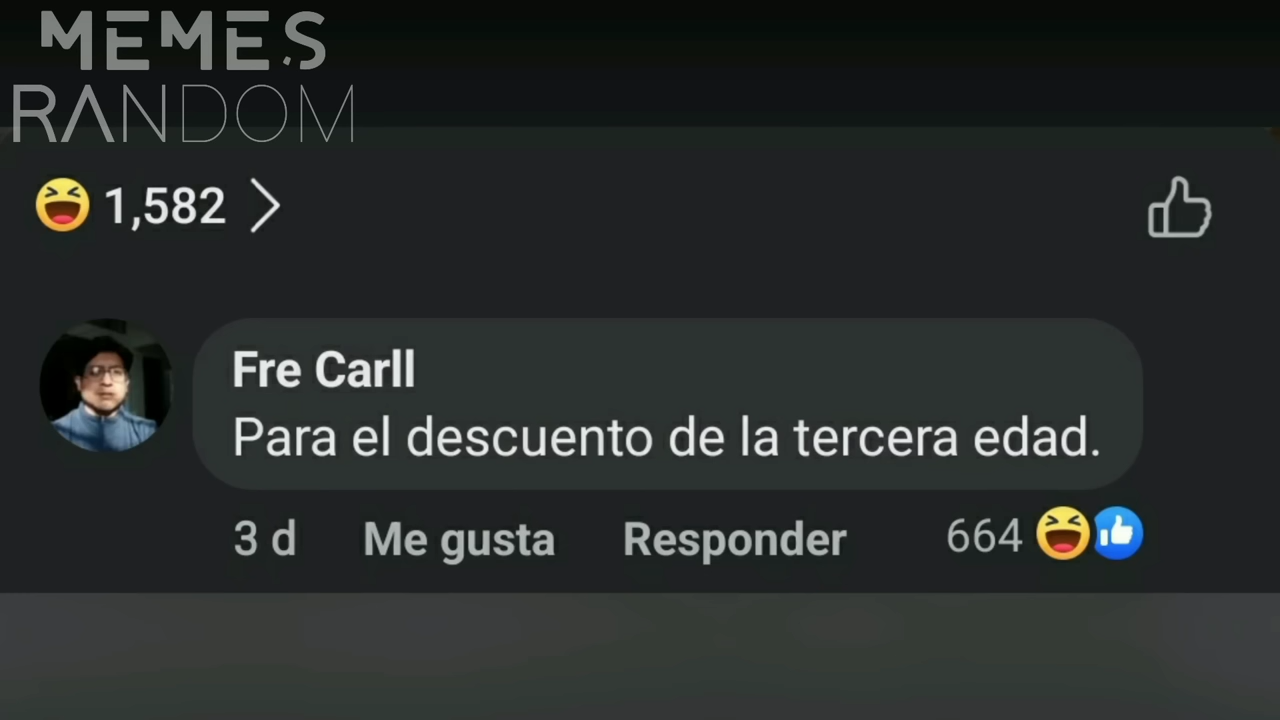 MEMES
RANDOM
1,582
Fre Carll
Para el descuento de la tercera edad.
3 d Me gusta Responder 664